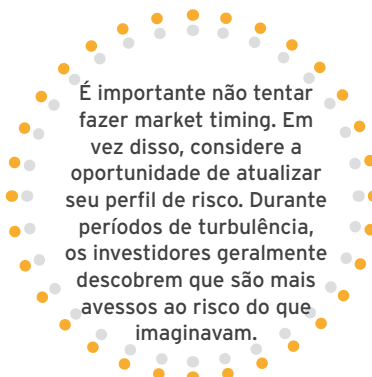 É importante não tentar
fazer market timing. Em
vez disso, considere a
oportunidade de atualizar
seu perfil de risco. Durante
períodos de turbulência,
os investidores geralmente
descobrem que são mais
avessos ao risco do que
imaginavam.